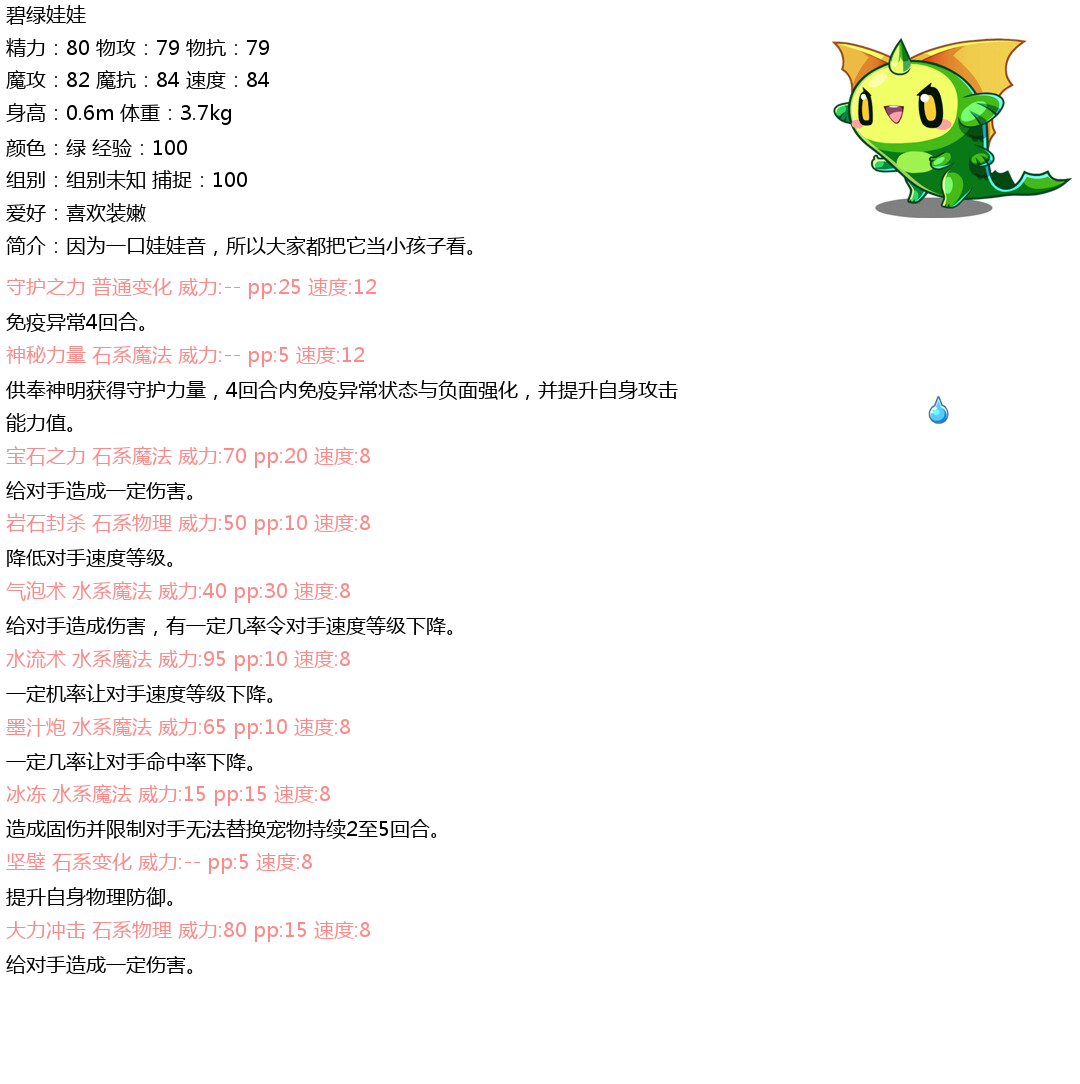 碧绿娃娃
精力：80 物攻：79 物抗：79
魔攻：82 魔抗：84 速度：84
身高：0.6m 体重：3.7kg
颜色：绿 经验：100
组别：组别未知 捕捉：100
爱好：喜欢装嫩
简介：因为一口娃娃音，所以大家都把它当小孩子看。
守护之力 普通变化 威力:-- pp:25 速度:12
免疫异常4回合。
神秘力量 石系魔法 威力:-- pp:5 速度:12
供奉神明获得守护力量，4回合内免疫异常状态与负面强化，并提升自身攻击
能力值。
宝石之力 石系魔法 威力:70 pp:20 速度:8
给对手造成一定伤害。
岩石封杀 石系物理 威力:50 pp:10 速度:8
降低对手速度等级。
气泡术 水系魔法 威力:40 pp:30 速度:8
给对手造成伤害，有一定几率令对手速度等级下降。
水流术 水系魔法 威力:95 pp:10 速度:8
一定机率让对手速度等级下降。
墨汁炮 水系魔法 威力:65 pp:10 速度:8
一定几率让对手命中率下降。
冰冻 水系魔法 威力:15 pp:15 速度:8
造成固伤并限制对手无法替换宠物持续2至5回合。
坚壁 石系变化 威力:-- pp:5 速度:8
提升自身物理防御。
大力冲击 石系物理 威力:80 pp:15 速度:8
给对手造成一定伤害。